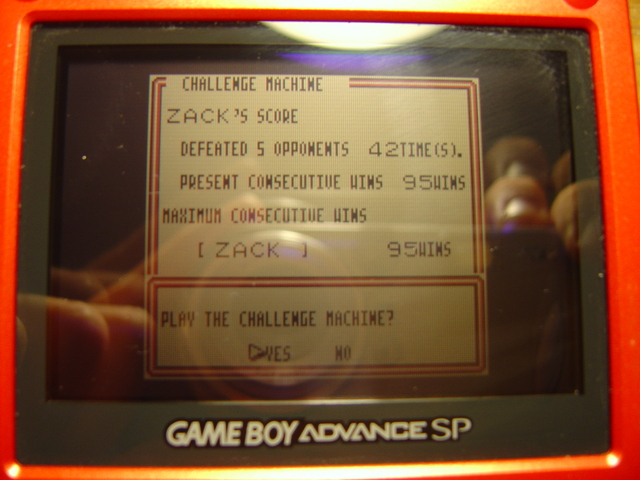 CHALLENGE MACHINE
ZACK'S SCORE
DEFEATED 5 OPPONENTS 42TIME(S).
PRESENT CONSECUTIVE WINS 95WINS
MAXIMUM CONSECUTIVE WINS
[ ZACK ] 95WINS
PLAY THE CHALLENGE MACHINE?
▷YES NO
GAME BOY ADVANCE SP